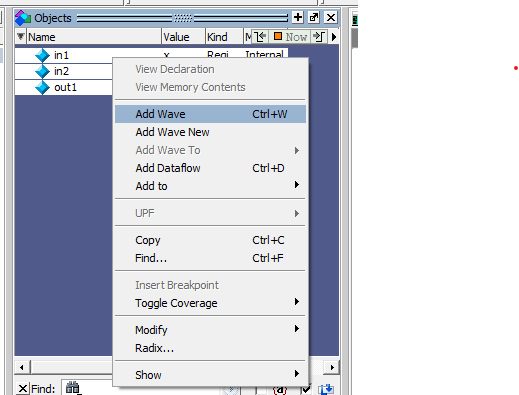 Objects
Name Value Kind M Now
in1 x Regi Internal
in2
out1
View Declaration
View Memory Contents
Add Wave Ctrl+W
Add Wave New
Add Wave To
Add Dataflow Ctrl+D
Add to
UPF
Copy Ctrl+C
Find... Ctrl+F
Insert Breakpoint
Toggle Coverage
Modify
Radix...
Show
Find: